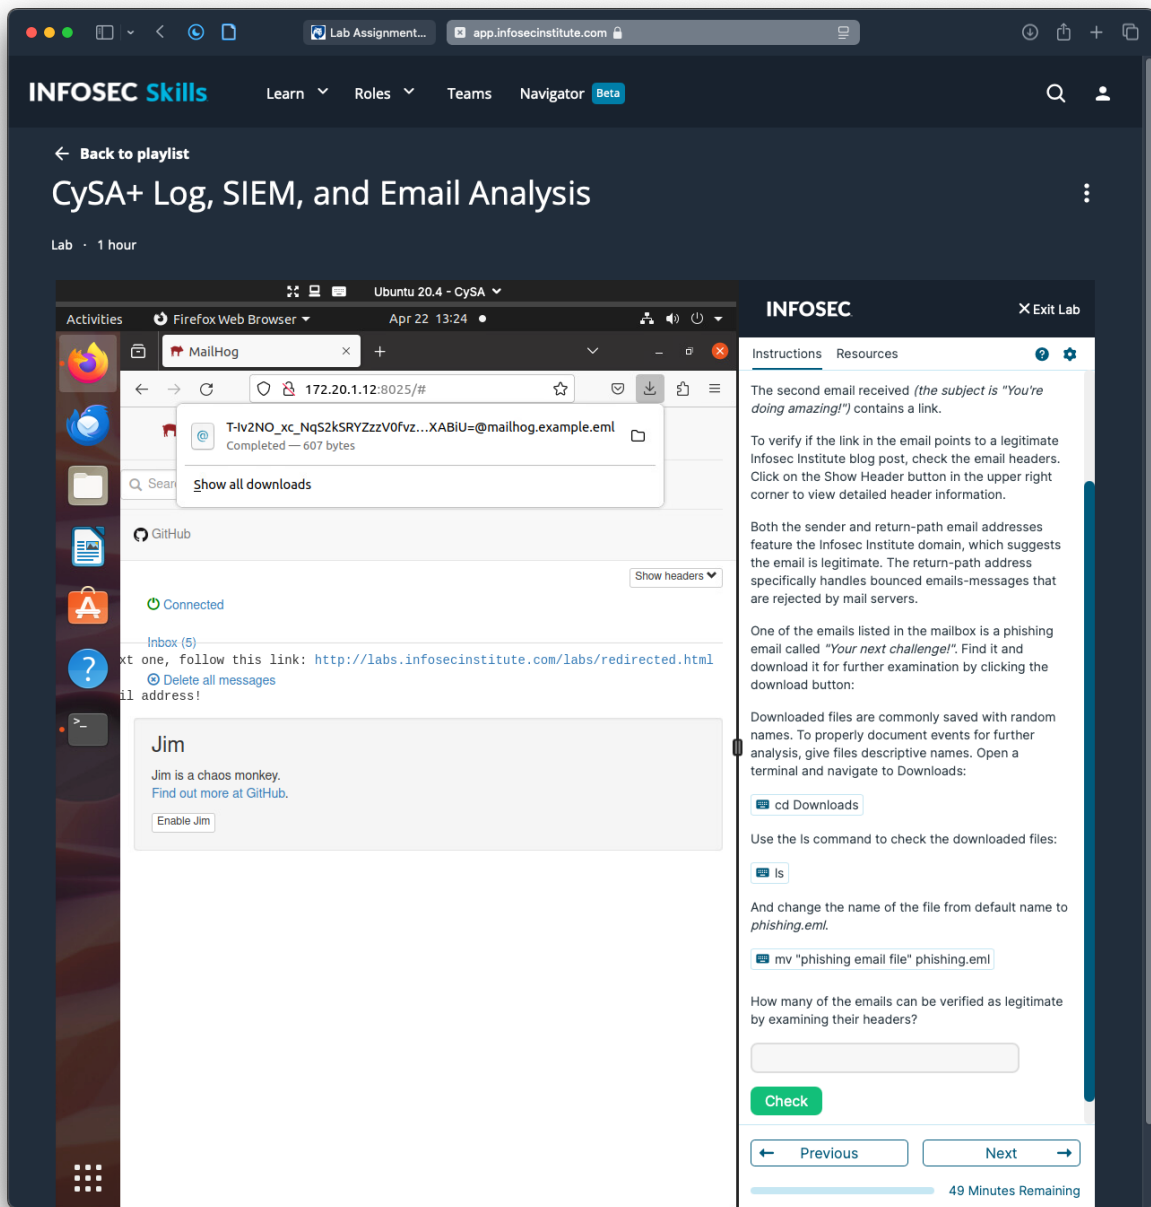 Lab Assignment...
app.infosecinstitute.com
INFOSEC Skills
Learn
Roles
Teams
Navigator
Beta
Back to playlist
CySA+ Log, SIEM, and Email Analysis
Lab · 1 hour
Ubuntu 20.4 - CySA
Activities
Firefox Web Browser
Apr 22 13:24
MailHog
172.20.1.12:8025/#
T-Iv2NO_xc_NqS2kSRYZzzV0fvz...XABiU=@mailhog.example.eml
Completed — 607 bytes
Show all downloads
Sear
GitHub
Show headers
Connected
Inbox (5)
xt one, follow this link: http://labs.infosecinstitute.com/labs/redirected.html
Delete all messages
il address!
Jim
Jim is a chaos monkey.
Find out more at GitHub.
Enable Jim
INFOSEC
Exit Lab
Instructions
Resources
The second email received (the subject is "You're
doing amazing!") contains a link.
To verify if the link in the email points to a legitimate
Infosec Institute blog post, check the email headers.
Click on the Show Header button in the upper right
corner to view detailed header information.
Both the sender and return-path email addresses
feature the Infosec Institute domain, which suggests
the email is legitimate. The return-path address
specifically handles bounced emails-messages that
are rejected by mail servers.
One of the emails listed in the mailbox is a phishing
email called "Your next challenge!". Find it and
download it for further examination by clicking the
download button:
Downloaded files are commonly saved with random
names. To properly document events for further
analysis, give files descriptive names. Open a
terminal and navigate to Downloads:
cd Downloads
Use the ls command to check the downloaded files:
ls
And change the name of the file from default name to
phishing.eml.
mv "phishing email file" phishing.eml
How many of the emails can be verified as legitimate
by examining their headers?
Check
Previous
Next
49 Minutes Remaining